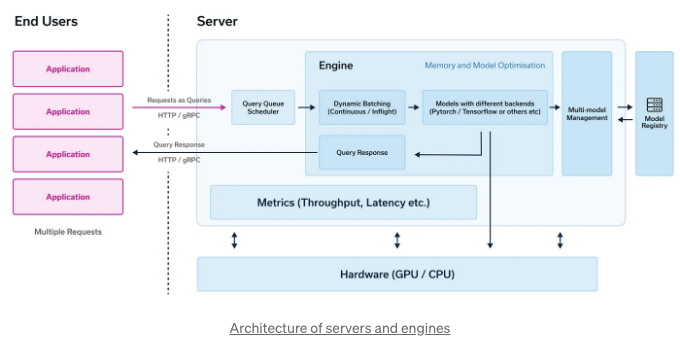 End Users
Server
Application
Application
Application
Application
Multiple Requests
Requests as Queries
HTTP / gRPC
Query Response
HTTP / gRPC
Query Queue
Scheduler
Engine
Memory and Model Optimisation
Dynamic Batching
(Continuous / Inflight)
Models with different backends
(Pytorch / Tensorflow or others etc)
Query Response
Multi-model
Management
Model
Registry
Metrics (Throughput, Latency etc.)
Hardware (GPU / CPU)
Architecture of servers and engines